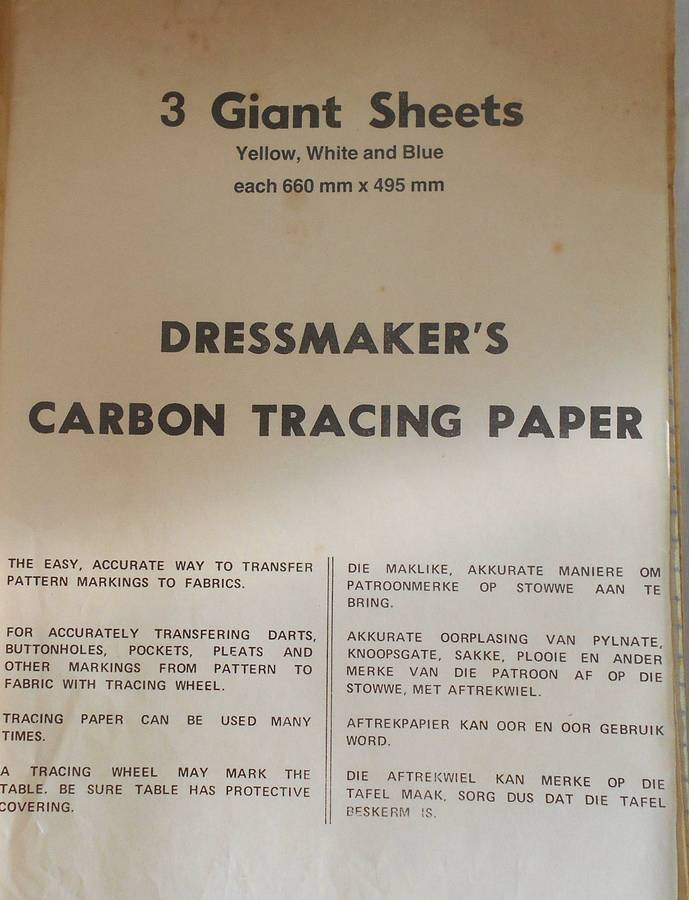 3 Giant Sheets
Yellow, White and Blue
each 660 mm x 495 mm
DRESSMAKER'S
CARBON TRACING PAPER
THE EASY, ACCURATE WAY TO TRANSFER
PATTERN MARKINGS TO FABRICS.
FOR ACCURATELY TRANSFERING DARTS,
BUTTONHOLES, POCKETS, PLEATS AND
OTHER MARKINGS FROM PATTERN TO
FABRIC WITH TRACING WHEEL.
TRACING PAPER CAN BE USED MANY
TIMES.
A TRACING WHEEL MAY MARK THE
TABLE. BE SURE TABLE HAS PROTECTIVE
COVERING.
DIE MAKLIKE, AKKURATE MANIERE OM
PATROONMERKE OP STOWWE AAN TE
BRING.
AKKURATE OORPLASING VAN PYLNATE,
KNOOPSGATE, SAKKE, PLOOIE EN ANDER
MERKE VAN DIE PATROON AF OP DIE
STOWWE, MET AFTREKWIEL.
AFTREKPAPIER KAN OOR EN OOR GEBRUIK
WORD.
DIE AFTREKWIEL KAN MERKE OP DIE
TAFEL MAAK, SORG DUS DAT DIE TAFEL
BESKERM IS.